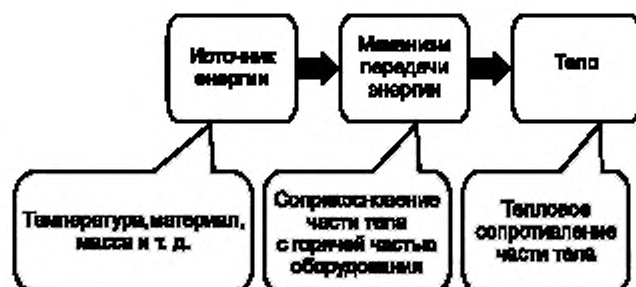 Источник
энергии
Механизм
передачи
энергии
Тело
Температура, материал,
масса и т. д.
Соприкосновение
части тела
с горячей частью
оборудования
Тепловое
сопротивление
части тела